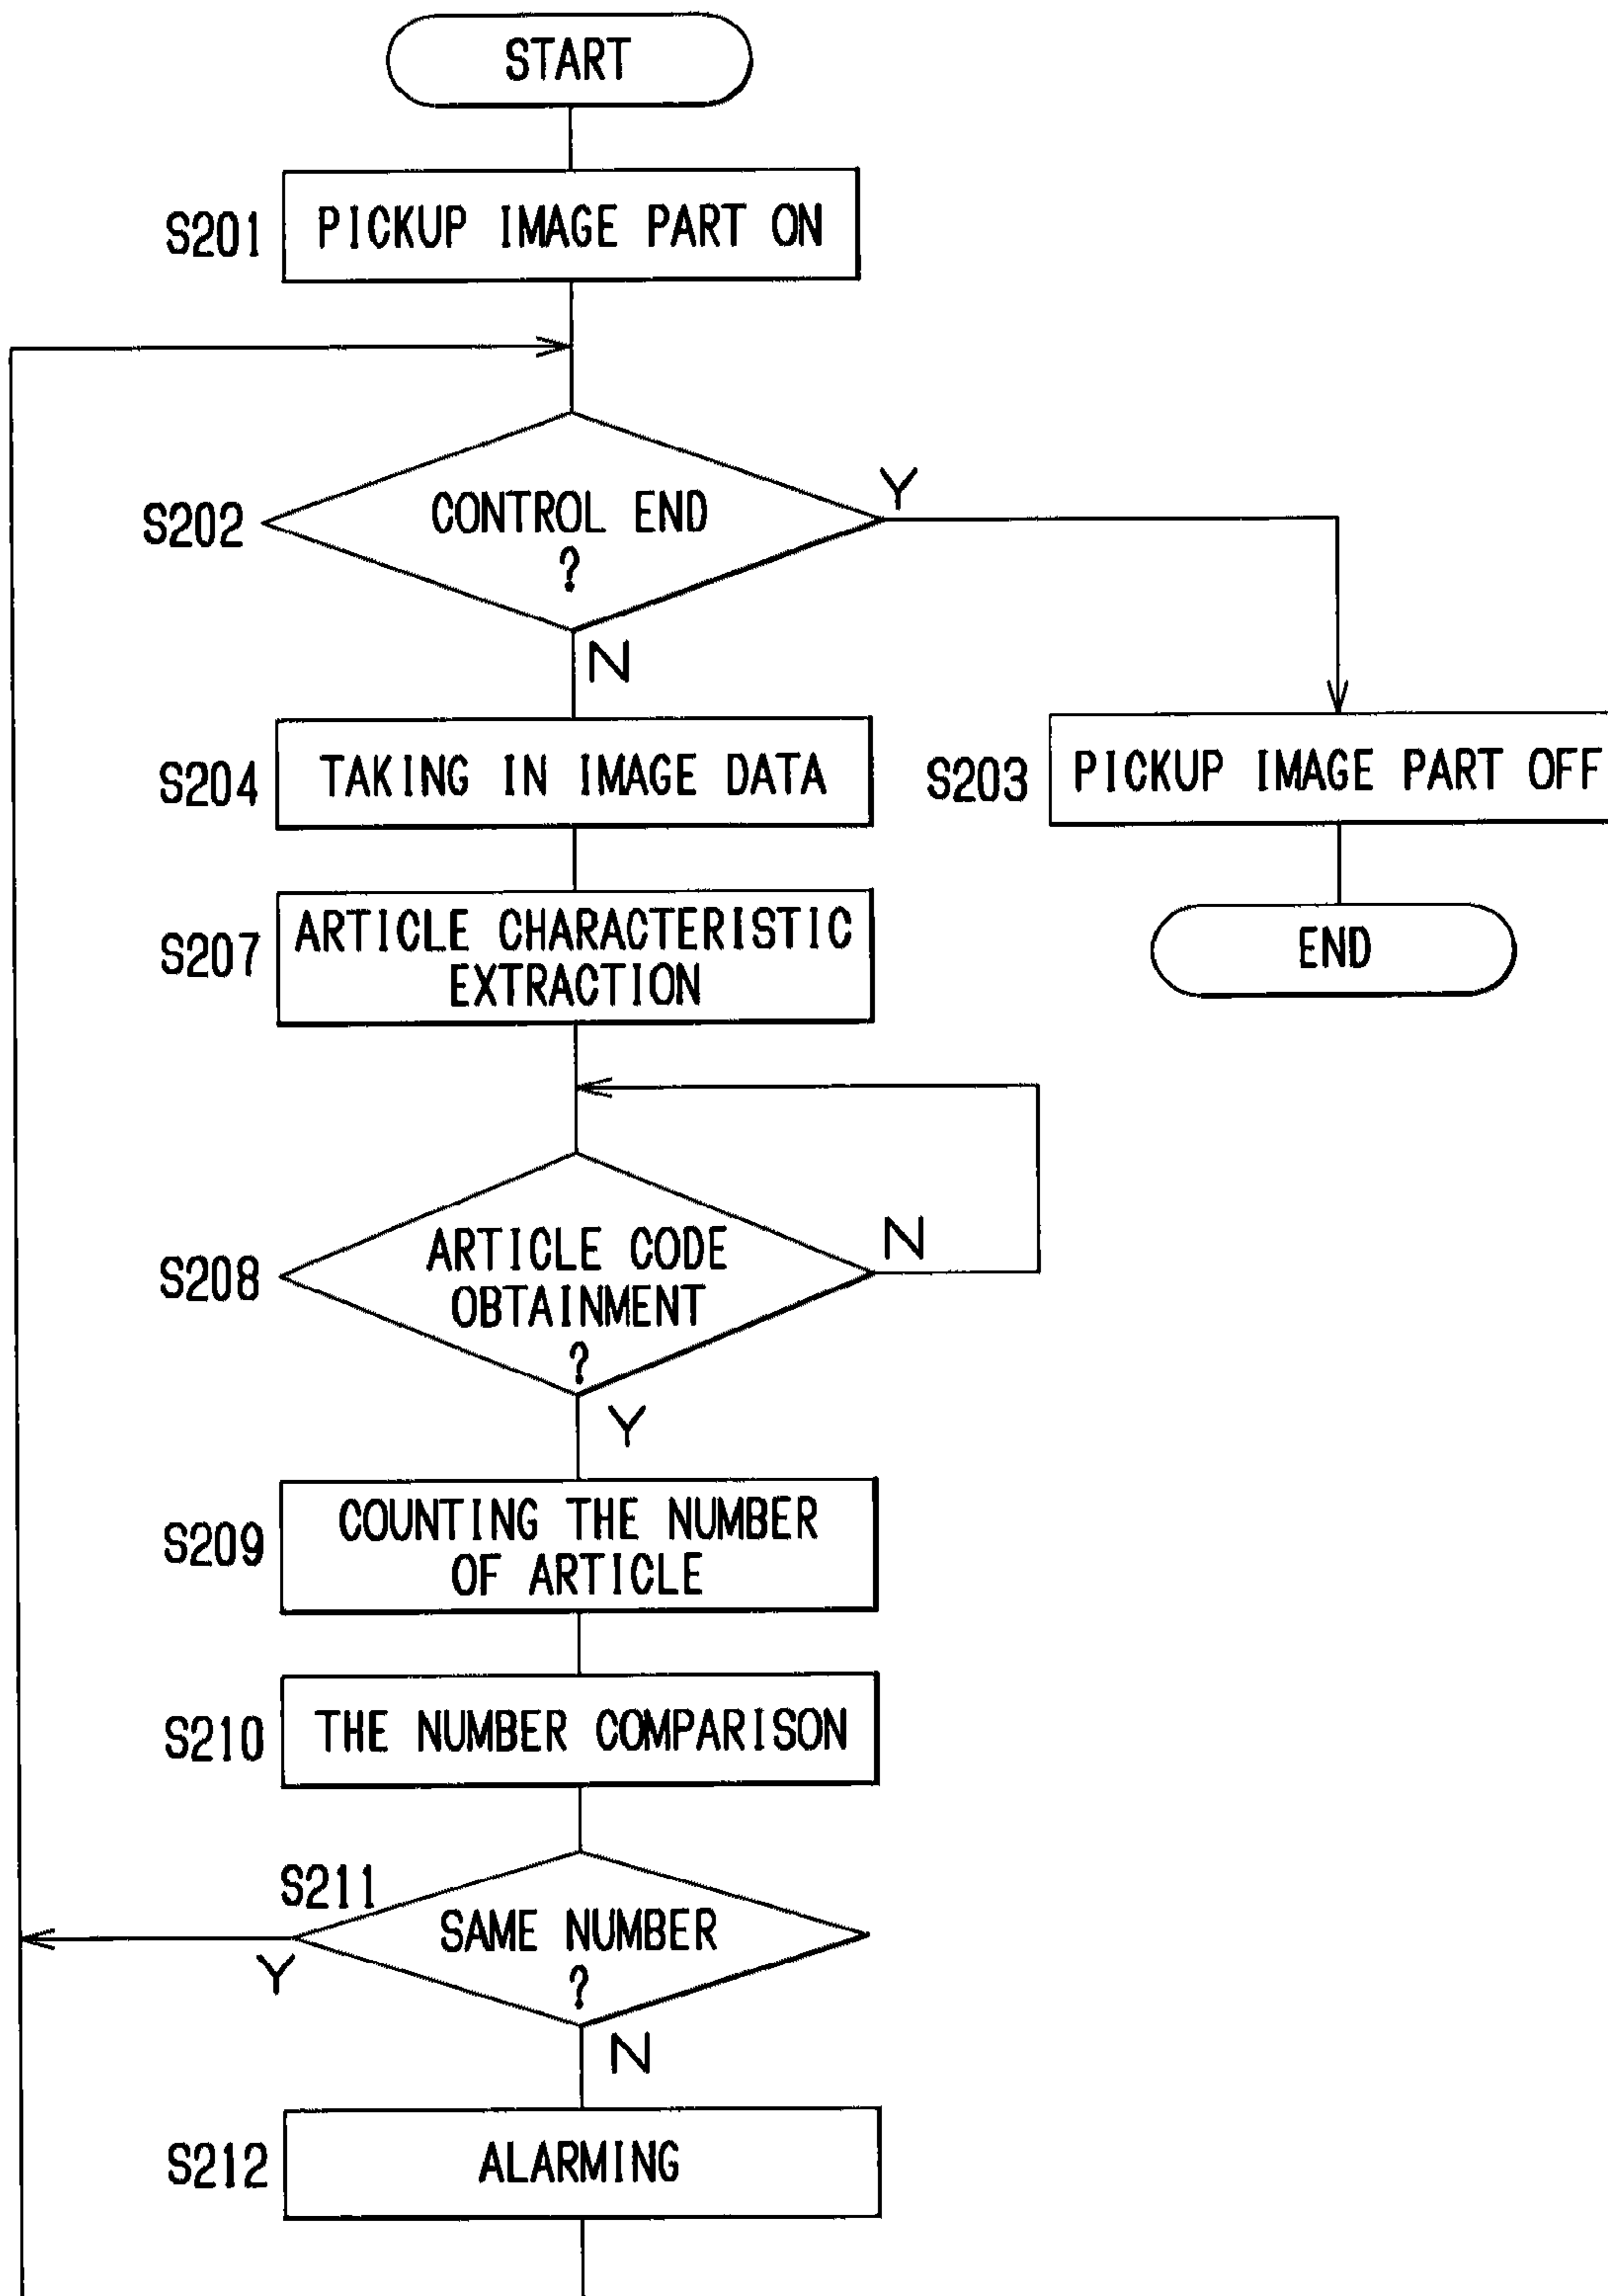 START
S201
PICKUP IMAGE PART ON
S202
CONTROL END
?
Y
N
S204
TAKING IN IMAGE DATA
S203
PICKUP IMAGE PART OFF
S207
ARTICLE CHARACTERISTIC
EXTRACTION
END
S208
ARTICLE CODE
OBTAINMENT
?
N
Y
S209
COUNTING THE NUMBER
OF ARTICLE
S210
THE NUMBER COMPARISON
S211
SAME NUMBER
?
Y
N
S212
ALARMING